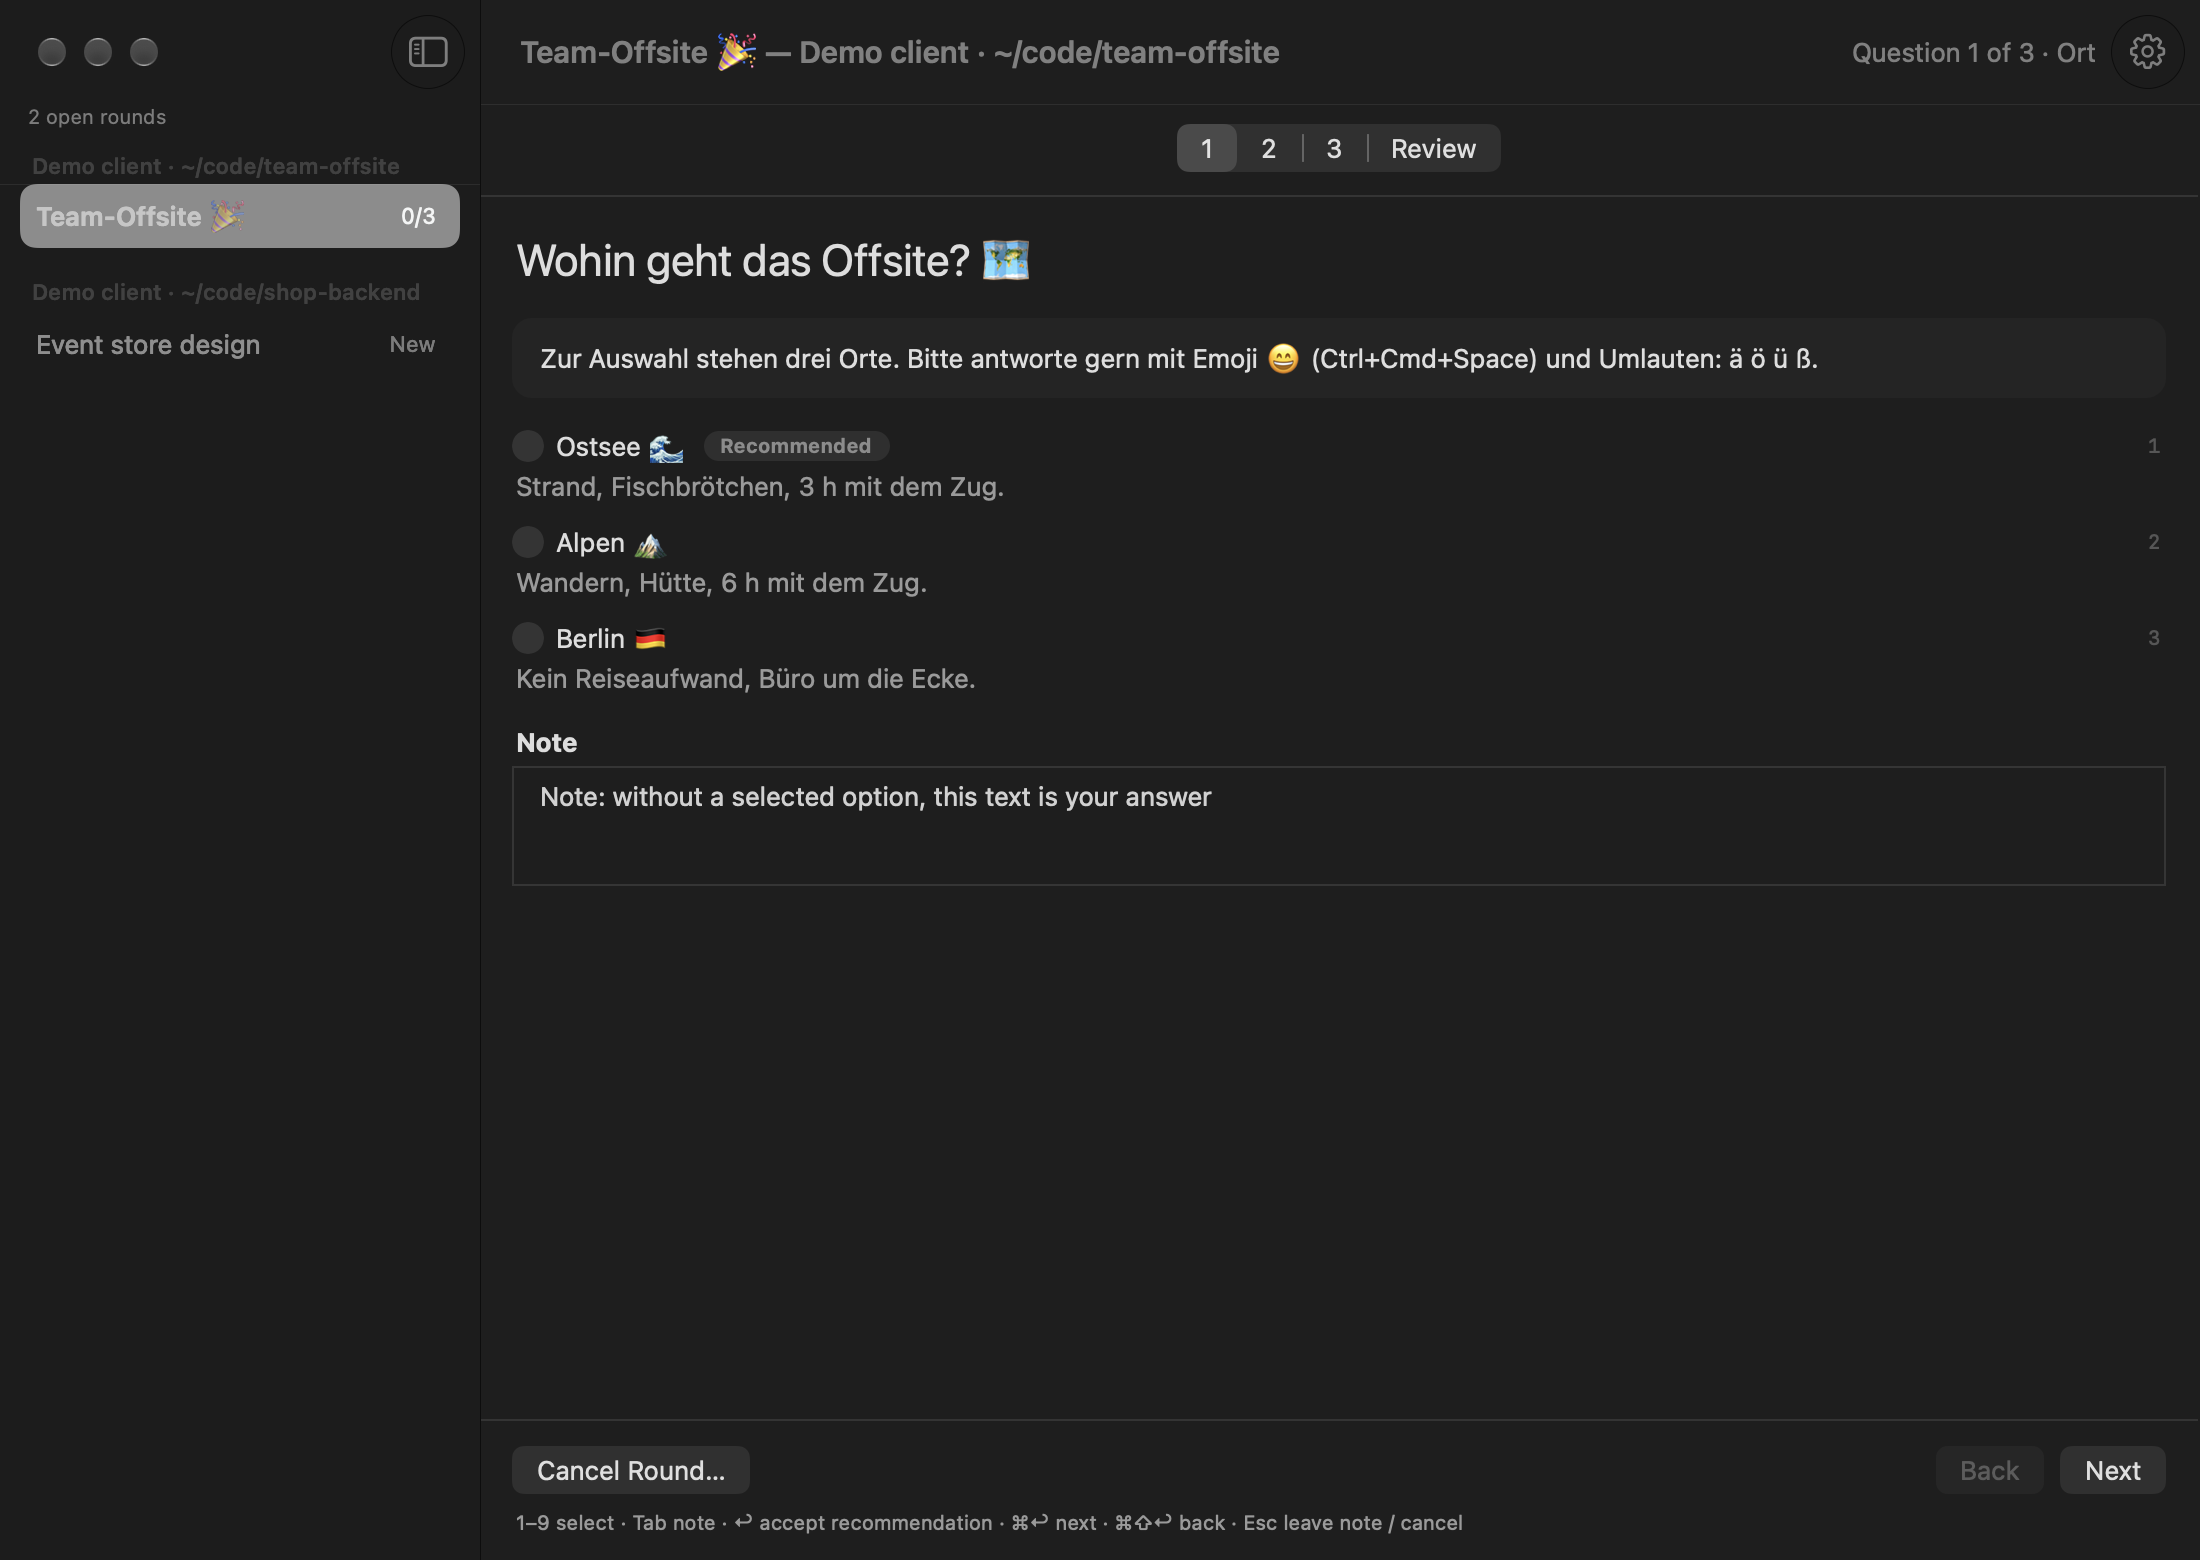 2 open rounds
Demo client · ~/code/team-offsite
Team-Offsite 🎉 0/3
Demo client · ~/code/shop-backend
Event store design New
Team-Offsite 🎉 — Demo client · ~/code/team-offsite
Question 1 of 3 · Ort
1 2 3 Review
Wohin geht das Offsite? 🗺️
Zur Auswahl stehen drei Orte. Bitte antworte gern mit Emoji 😄 (Ctrl+Cmd+Space) und Umlauten: ä ö ü ß.
Ostsee 🌊 Recommended 1
Strand, Fischbrötchen, 3 h mit dem Zug.
Alpen 🏔️ 2
Wandern, Hütte, 6 h mit dem Zug.
Berlin 🇩🇪 3
Kein Reiseaufwand, Büro um die Ecke.
Note
Note: without a selected option, this text is your answer
Cancel Round...
Back Next
1–9 select · Tab note · ↩ accept recommendation · ⌘↩ next · ⌘⇧↩ back · Esc leave note / cancel